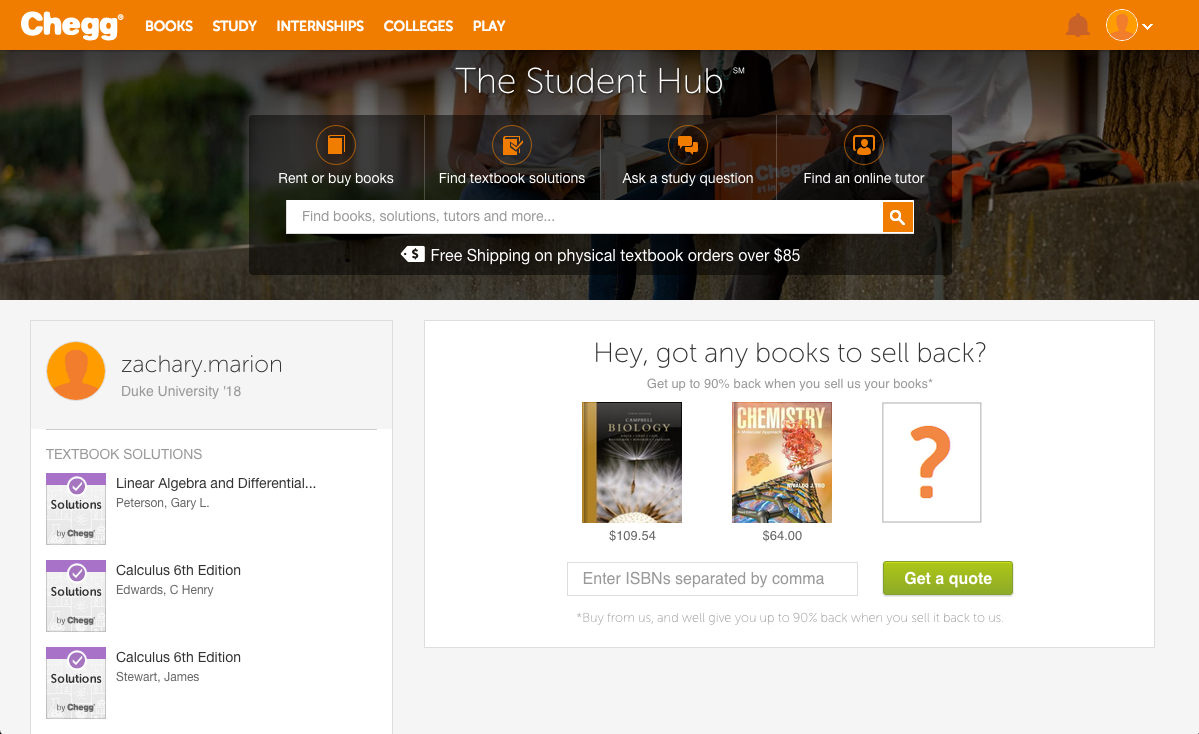 Chegg®
BOOKS STUDY INTERNSHIPS COLLEGES PLAY
The Student Hub SM
Rent or buy books
Find textbook solutions
Ask a study question
Find an online tutor
Find books, solutions, tutors and more...
$ Free Shipping on physical textbook orders over $85
zachary.marion
Duke University '18
TEXTBOOK SOLUTIONS
Solutions
by Chegg®
Linear Algebra and Differential...
Peterson, Gary L.
Solutions
by Chegg®
Calculus 6th Edition
Edwards, C Henry
Solutions
by Chegg®
Calculus 6th Edition
Stewart, James
Hey, got any books to sell back?
Get up to 90% back when you sell us your books*
CAMPBELL
BIOLOGY
CHEMISTRY
A Molecular Approach
NIVALDO J. TRO
?
$109.54
$64.00
Enter ISBNs separated by comma
Get a quote
*Buy from us, and well give you up to 90% back when you sell it back to us.